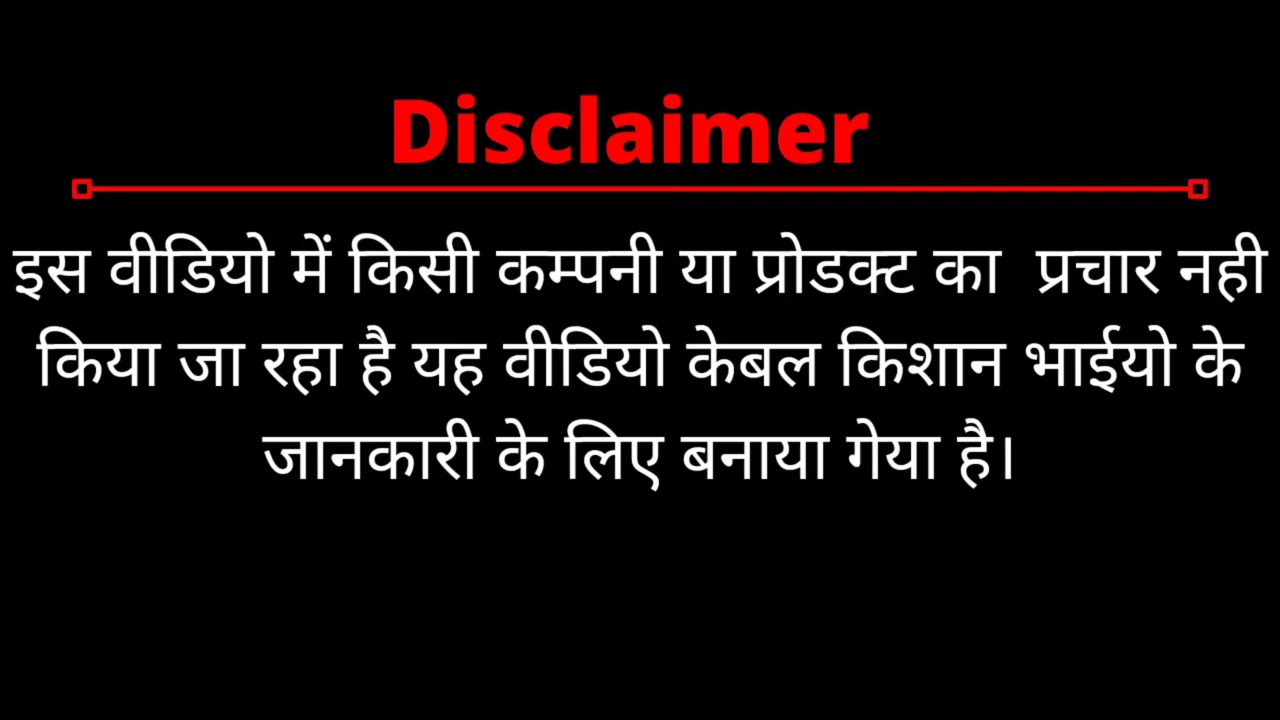 Disclaimer
इस वीडियो में किसी कम्पनी या प्रोडक्ट का प्रचार नही
किया जा रहा है यह वीडियो केबल किशान भाईयो के
जानकारी के लिए बनाया गेया है।